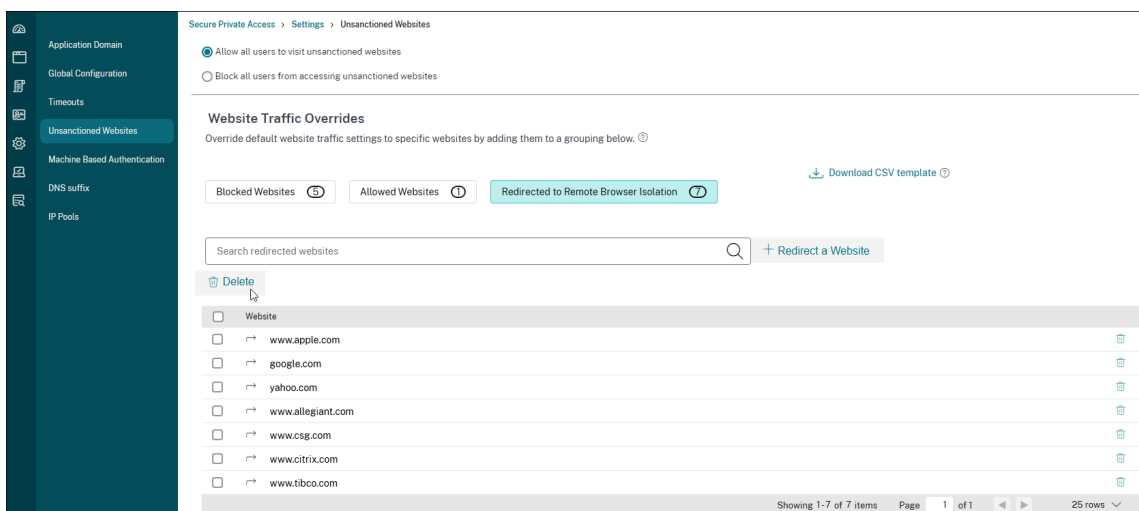 Secure Private Access > Settings > Unsanctioned Websites
Application Domain
Global Configuration
Timeouts
Unsanctioned Websites
Machine Based Authentication
DNS suffix
IP Pools
Allow all users to visit unsanctioned websites
Block all users from accessing unsanctioned websites
Website Traffic Overrides
Override default website traffic settings to specific websites by adding them to a grouping below. ?
Download CSV template ?
Blocked Websites 5 Allowed Websites 1 Redirected to Remote Browser Isolation 7
Search redirected websites
+ Redirect a Website
Delete
Website
www.apple.com
google.com
yahoo.com
www.allegiant.com
www.csg.com
www.citrix.com
www.tibco.com
Showing 1-7 of 7 items Page 1 of 1 25 rows